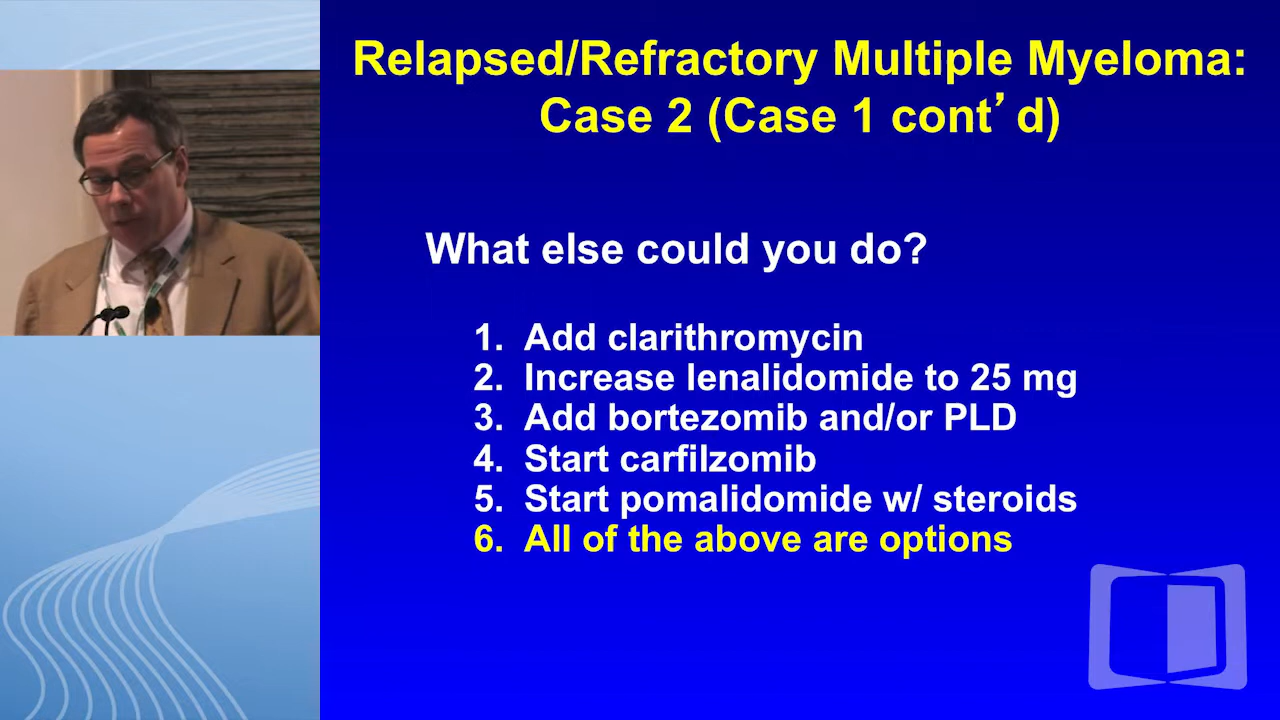 Relapsed/Refractory Multiple Myeloma:
Case 2 (Case 1 cont’ d)
What else could you do?
1. Add clarithromycin
2. Increase lenalidomide to 25 mg
3. Add bortezomib and/or PLD
4. Start carfilzomib
5. Start pomalidomide w/ steroids
6. All of the above are options